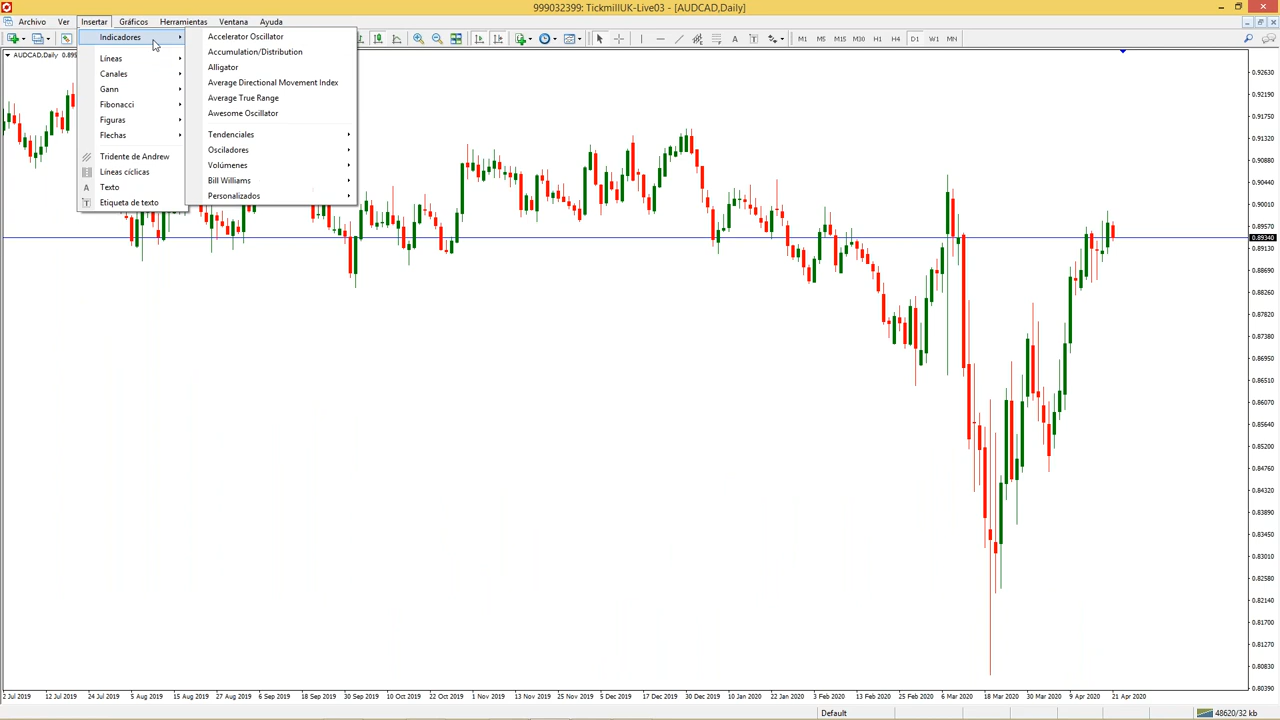 999032399: TickmillUK-Live03 - [AUDCAD,Daily]
Archivo Ver Insertar Gráficos Herramientas Ventana Ayuda
M1 M5 M15 M30 H1 H4 D1 W1 MN
AUDCAD,Daily
Indicadores
Líneas
Canales
Gann
Fibonacci
Figuras
Flechas
Tridente de Andrew
Líneas cíclicas
Texto
Etiqueta de texto
Accelerator Oscillator
Accumulation/Distribution
Alligator
Average Directional Movement Index
Average True Range
Awesome Oscillator
Tendenciales
Osciladores
Volúmenes
Bill Williams
Personalizados
0.92630
0.92190
0.91750
0.91320
0.90880
0.90440
0.90010
0.89570
0.89340
0.89130
0.88690
0.88260
0.87820
0.87380
0.86950
0.86510
0.86070
0.85640
0.85200
0.84760
0.84320
0.83890
0.83450
0.83010
0.82580
0.82140
0.81700
0.81270
0.80830
0.80390
2 Jul 2019 12 Jul 2019 24 Jul 2019 5 Aug 2019 15 Aug 2019 27 Aug 2019 6 Sep 2019 18 Sep 2019 30 Sep 2019 10 Oct 2019 22 Oct 2019 1 Nov 2019 13 Nov 2019 25 Nov 2019 5 Dec 2019 17 Dec 2019 30 Dec 2019 10 Jan 2020 22 Jan 2020 3 Feb 2020 13 Feb 2020 25 Feb 2020 6 Mar 2020 18 Mar 2020 30 Mar 2020 9 Apr 2020 21 Apr 2020
Default
48620/32 kb